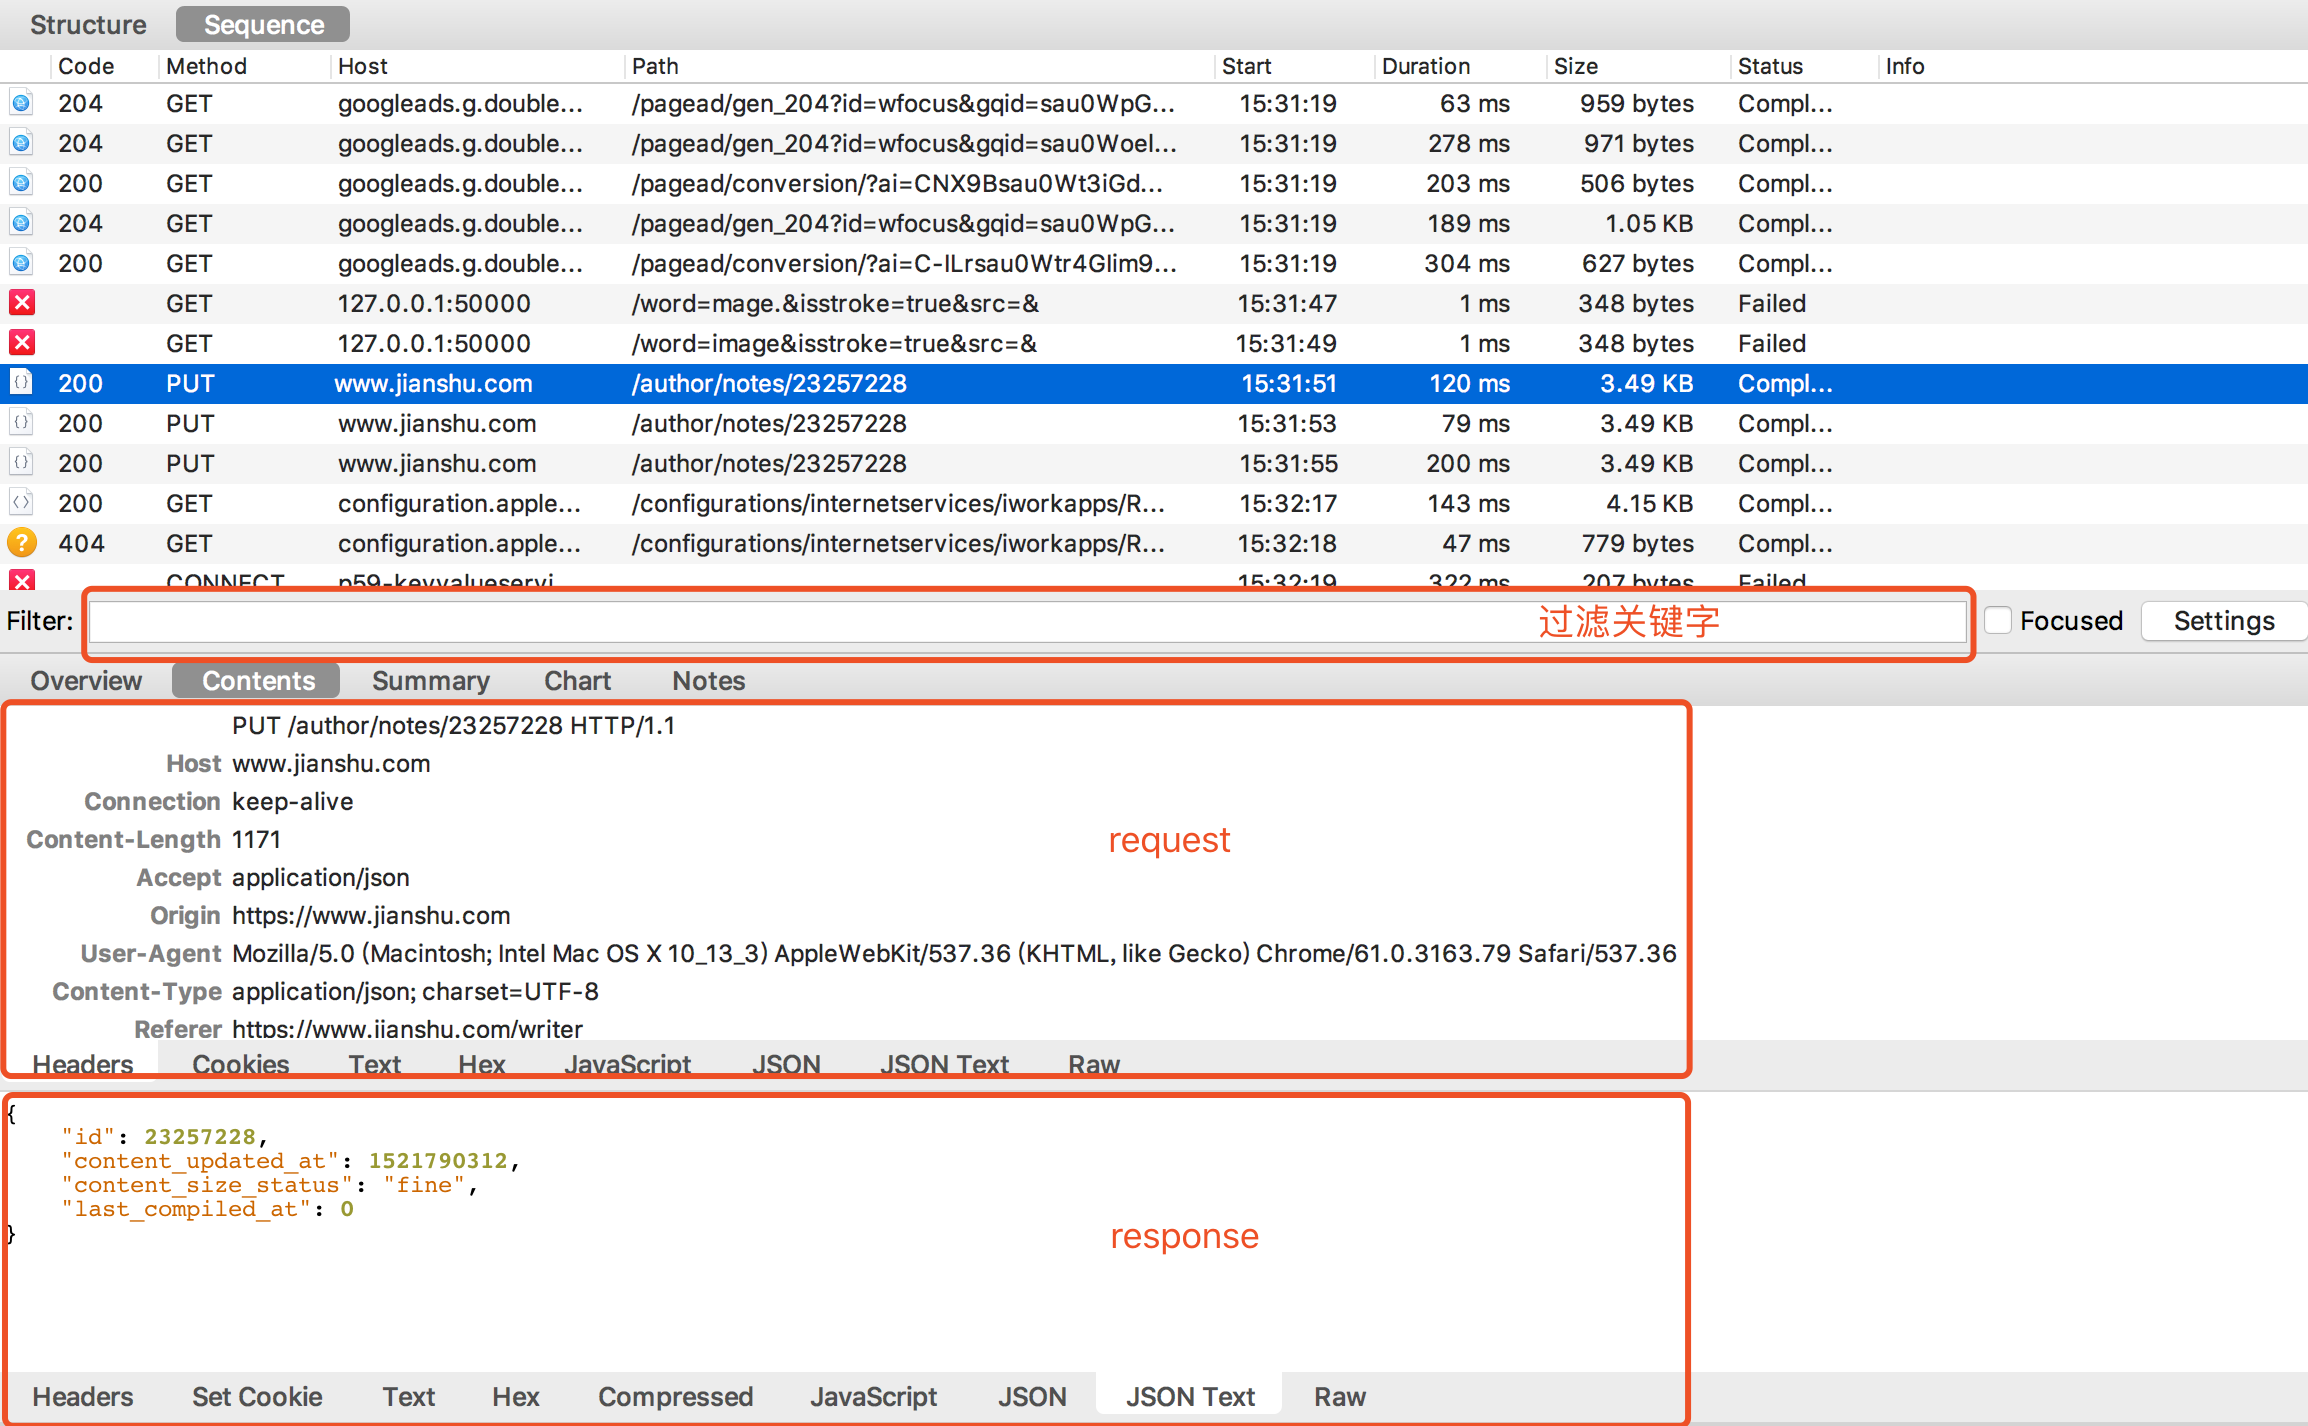 Structure Sequence
Code Method Host Path Start Duration Size Status Info
204 GET googleads.g.double... /pagead/gen_204?id=wfocus&gqid=sau0WpG... 15:31:19 63 ms 959 bytes Compl...
204 GET googleads.g.double... /pagead/gen_204?id=wfocus&gqid=sau0Woel... 15:31:19 278 ms 971 bytes Compl...
200 GET googleads.g.double... /pagead/conversion/?ai=CNX9Bsau0Wt3iGd... 15:31:19 203 ms 506 bytes Compl...
204 GET googleads.g.double... /pagead/gen_204?id=wfocus&gqid=sau0WpG... 15:31:19 189 ms 1.05 KB Compl...
200 GET googleads.g.double... /pagead/conversion/?ai=C-ILrsau0Wtr4GIim9... 15:31:19 304 ms 627 bytes Compl...
GET 127.0.0.1:50000 /word=mage.&isstroke=true&src=& 15:31:47 1 ms 348 bytes Failed
GET 127.0.0.1:50000 /word=image&isstroke=true&src=& 15:31:49 1 ms 348 bytes Failed
200 PUT www.jianshu.com /author/notes/23257228 15:31:51 120 ms 3.49 KB Compl...
200 PUT www.jianshu.com /author/notes/23257228 15:31:53 79 ms 3.49 KB Compl...
200 PUT www.jianshu.com /author/notes/23257228 15:31:55 200 ms 3.49 KB Compl...
200 GET configuration.apple... /configurations/internetservices/iworkapps/R... 15:32:17 143 ms 4.15 KB Compl...
404 GET configuration.apple... /configurations/internetservices/iworkapps/R... 15:32:18 47 ms 779 bytes Compl...
CONNECT p59-keyvalueservi... 15:32:19 322 ms 207 bytes Failed
Filter: 过滤关键字 Focused Settings
Overview Contents Summary Chart Notes
PUT /author/notes/23257228 HTTP/1.1
Host www.jianshu.com
Connection keep-alive
Content-Length 1171
request
Accept application/json
Origin https://www.jianshu.com
User-Agent Mozilla/5.0 (Macintosh; Intel Mac OS X 10_13_3) AppleWebKit/537.36 (KHTML, like Gecko) Chrome/61.0.3163.79 Safari/537.36
Content-Type application/json; charset=UTF-8
Referer https://www.jianshu.com/writer
Headers Cookies Text Hex JavaScript JSON JSON Text Raw
{
"id": 23257228,
"content_updated_at": 1521790312,
"content_size_status": "fine",
"last_compiled_at": 0
}
response
Headers Set Cookie Text Hex Compressed JavaScript JSON JSON Text Raw